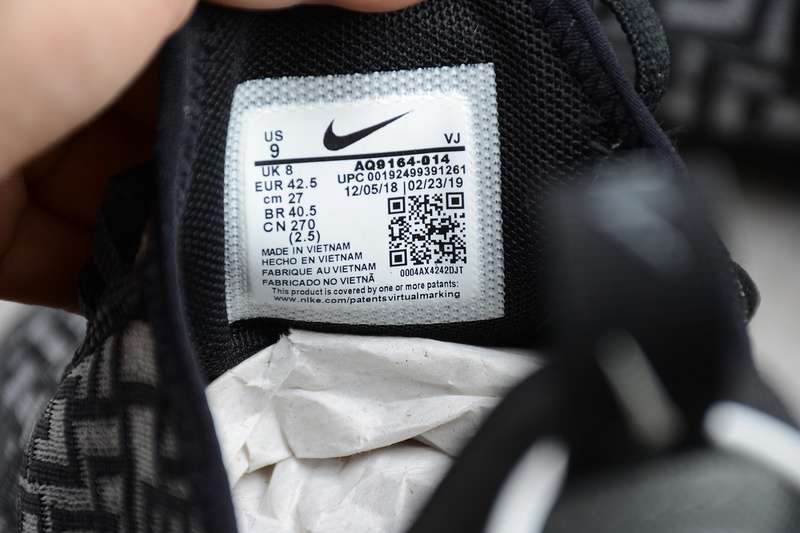 US
9
VJ
UK 8
AQ9164-014
EUR 42.5
UPC 00192499391261
cm 27
12/05/18 | 02/23/19
BR 40.5
CN 270
(2.5)
MADE IN VIETNAM
HECHO EN VIETNAM
FABRIQUE AU VIETNAM
FABRICADO NO VIETNÃ
0004AX4242DJT
This product is covered by one or more patents:
www.nike.com/patentsvirtualmarking